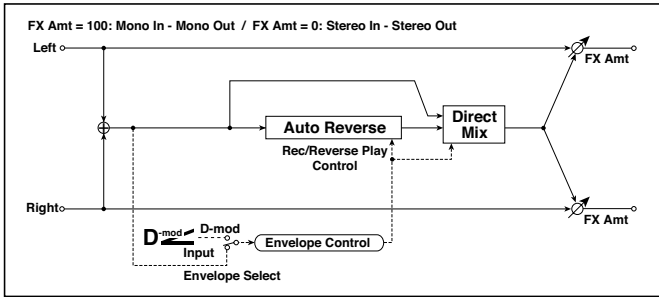 FX Amt = 100: Mono In - Mono Out / FX Amt = 0: Stereo In - Stereo Out
Left
FX Amt
Auto Reverse
Direct
Mix
Rec/Reverse Play
Control
Right
FX Amt
D-mod
D-mod
Input
Envelope Control
Envelope Select